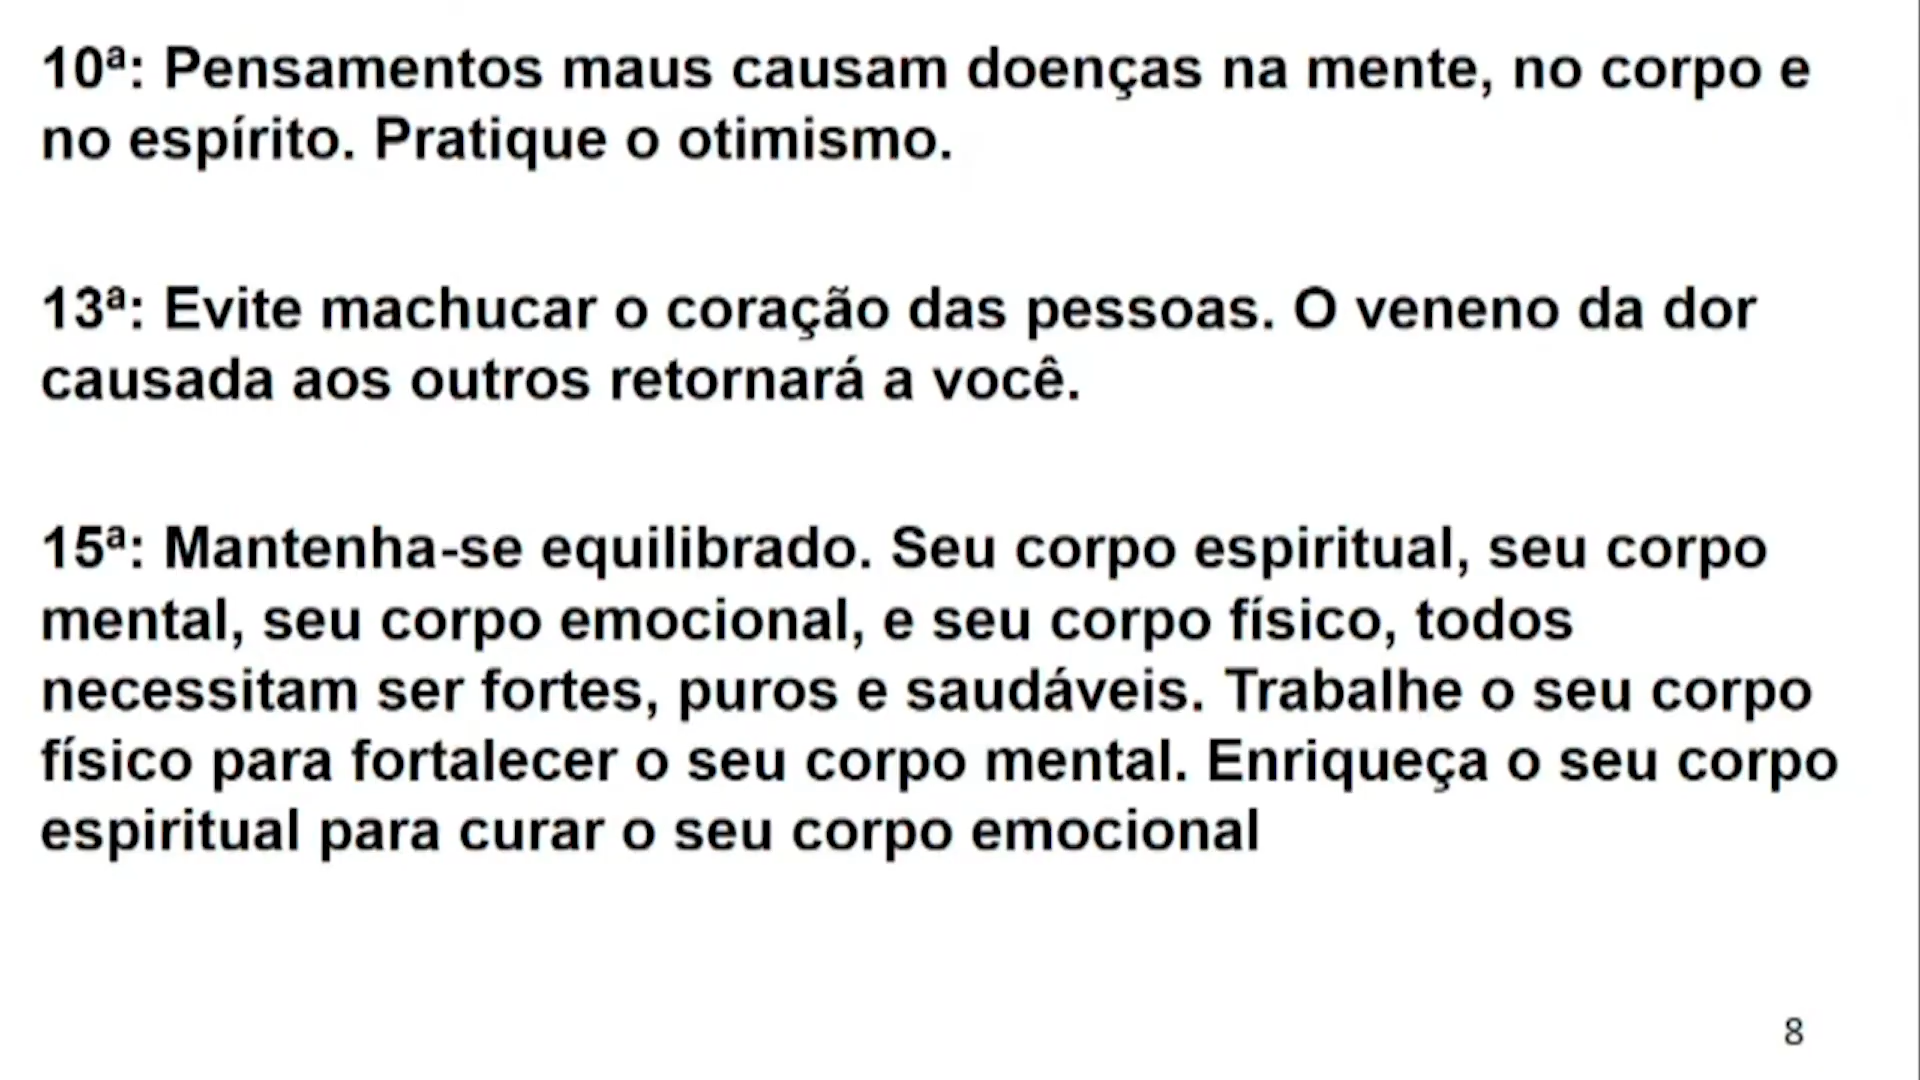 10ª: Pensamentos maus causam doenças na mente, no corpo e
no espírito. Pratique o otimismo.
13ª: Evite machucar o coração das pessoas. O veneno da dor
causada aos outros retornará a você.
15ª: Mantenha-se equilibrado. Seu corpo espiritual, seu corpo
mental, seu corpo emocional, e seu corpo físico, todos
necessitam ser fortes, puros e saudáveis. Trabalhe o seu corpo
físico para fortalecer o seu corpo mental. Enriqueça o seu corpo
espiritual para curar o seu corpo emocional
8